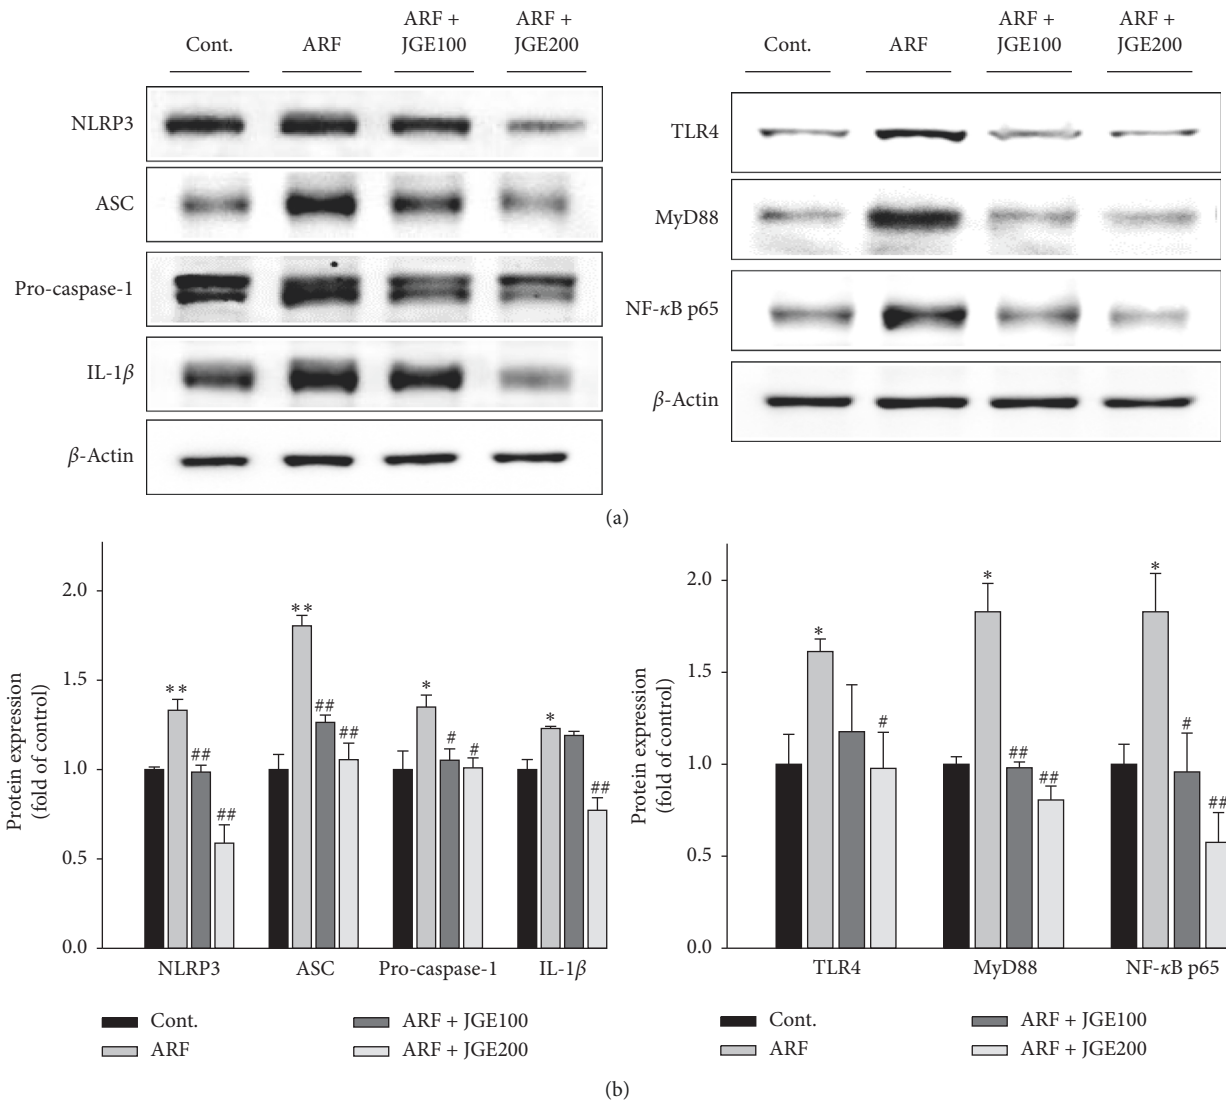 Cont.
ARF
ARF +
JGE100
ARF +
JGE200
NLRP3
ASC
Pro-caspase-1
IL-1β
β-Actin
Cont.
ARF
ARF +
JGE100
ARF +
JGE200
TLR4
MyD88
NF-κB p65
β-Actin
(a)
Protein expression
(fold of control)
2.0
1.5
1.0
0.5
0.0
**
##
##
**
##
##
*
#
#
*
##
NLRP3
ASC
Pro-caspase-1
IL-1β
Cont.
ARF
ARF + JGE100
ARF + JGE200
Protein expression
(fold of control)
2.0
1.5
1.0
0.5
0.0
*
#
*
##
##
*
#
##
TLR4
MyD88
NF-κB p65
Cont.
ARF
ARF + JGE100
ARF + JGE200
(b)